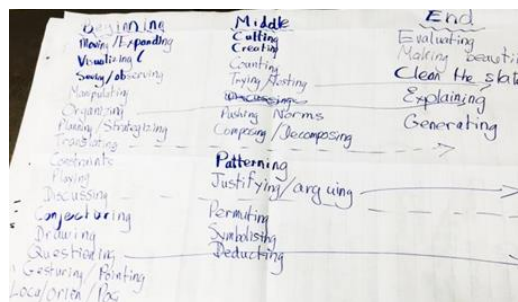 Beginning
Moving/Expanding
Visualizing
Seeing/observing
Manipulating
Organizing
Planning/Strategizing
Translating
Constraints
Playing
Discussing
Conjecturing
Drawing
Questioning
Gesturing/Pointing
Middle
Cutting
Creating
Counting
Trying/testing
Discussing
Pushing Norms
Composing/Decomposing
Patterning
Justifying/arguing
Permuting
Symbolising
Deducting
End
Evaluating
Making beauti
Clean the slate
Explaining
Generating